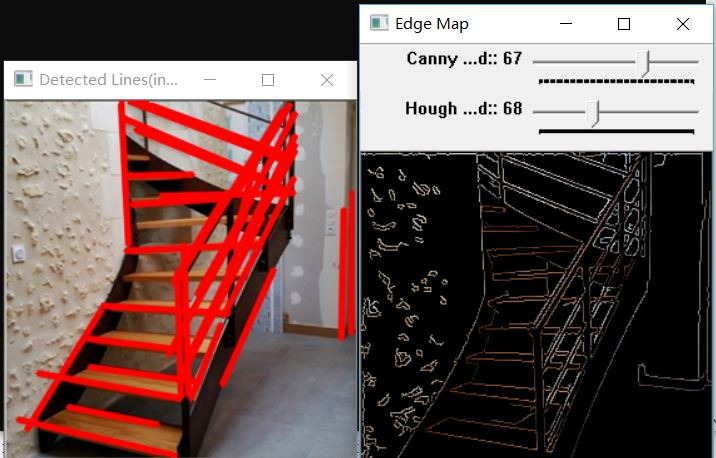 Edge Map
Canny ...d:: 67
Detected Lines(in...
Hough ...d:: 68